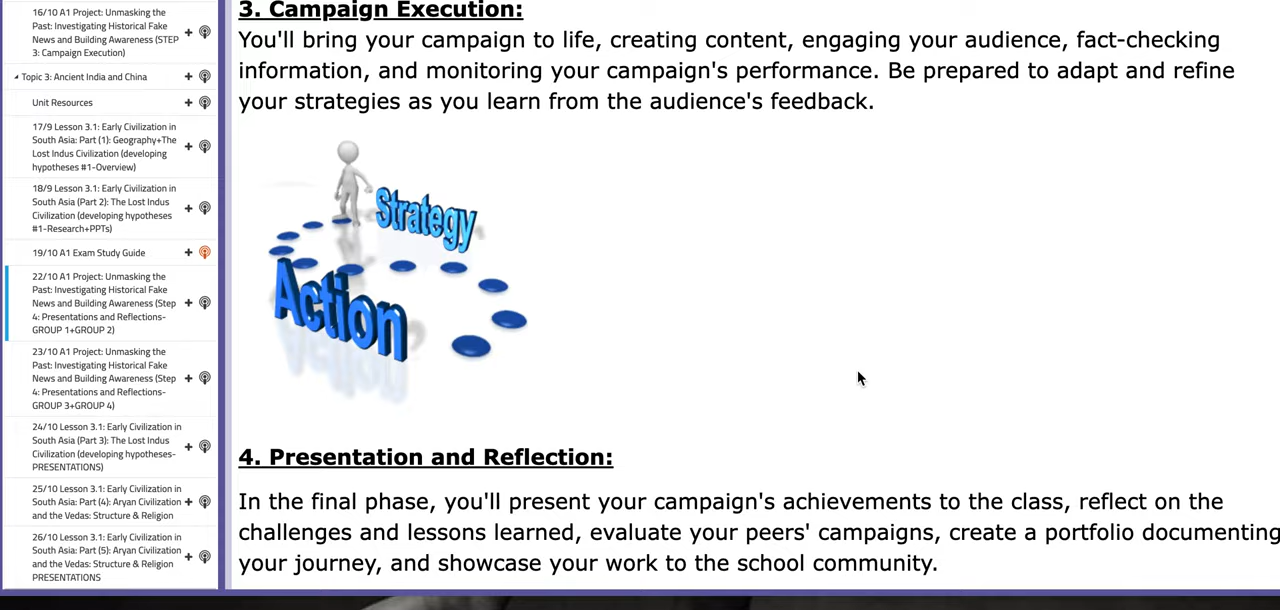 16/10 A1 Project: Unmasking the
Past: Investigating Historical Fake
News and Building Awareness (STEP
3: Campaign Execution)
Topic 3: Ancient India and China
Unit Resources
17/9 Lesson 3.1: Early Civilization in
South Asia: Part (1): Geography+The
Lost Indus Civilization (developing
hypotheses #1-Overview)
18/9 Lesson 3.1: Early Civilization in
South Asia (Part 2): The Lost Indus
Civilization (developing hypotheses
#1-Research+PPTs)
19/10 A1 Exam Study Guide
22/10 A1 Project: Unmasking the
Past: Investigating Historical Fake
News and Building Awareness (Step
4: Presentations and Reflections-
GROUP 1+GROUP 2)
23/10 A1 Project: Unmasking the
Past: Investigating Historical Fake
News and Building Awareness (Step
4: Presentations and Reflections-
GROUP 3+GROUP 4)
24/10 Lesson 3.1: Early Civilization in
South Asia (Part 3): The Lost Indus
Civilization (developing hypotheses-
PRESENTATIONS)
25/10 Lesson 3.1: Early Civilization in
South Asia: Part (4): Aryan Civilization
and the Vedas: Structure & Religion
26/10 Lesson 3.1: Early Civilization in
South Asia: Part (5): Aryan Civilization
and the Vedas: Structure & Religion
PRESENTATIONS
3. Campaign Execution:
You'll bring your campaign to life, creating content, engaging your audience, fact-checking
information, and monitoring your campaign's performance. Be prepared to adapt and refine
your strategies as you learn from the audience's feedback.
Strategy
Action
4. Presentation and Reflection:
In the final phase, you'll present your campaign's achievements to the class, reflect on the
challenges and lessons learned, evaluate your peers' campaigns, create a portfolio documenting
your journey, and showcase your work to the school community.